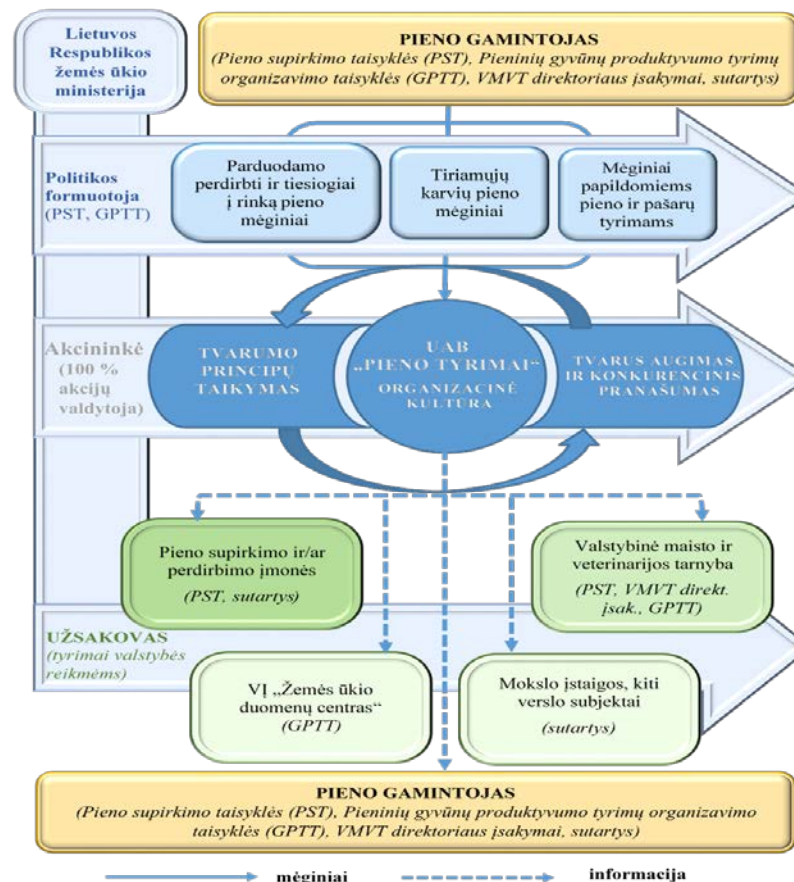 Lietuvos
Respublikos
žemės ūkio
ministerija
PIENO GAMINTOJAS
(Pieno supirkimo taisyklės (PST), Pieninių gyvūnų produktyvumo tyrimų
organizavimo taisyklės (GPTT), VMVT direktoriaus įsakymai, sutartys)
Politikos
formuotoja
(PST, GPTT)
Parduodamo
perdirbti ir tiesiogiai
į rinką pieno
mėginiai
Tiriamųjų
karvių pieno
mėginiai
Mėginiai
papildomiems
pieno ir pašarų
tyrimams
Akcininkė
(100 %
akcijų
valdytoja)
TVARUMO
PRINCIPŲ
TAIKYMAS
UAB
„PIENO TYRIMAI“
ORGANIZACINĖ
KULTŪRA
TVARUS AUGIMAS
IR KONKURENCINIS
PRANAŠUMAS
Pieno supirkimo ir/ar
perdirbimo įmonės
(PST, sutartys)
Valstybinė maisto ir
veterinarijos tarnyba
(PST, VMVT direkt.
įsak., GPTT)
UŽSAKOVAS
(tyrimai valstybės
reikmėms)
VĮ „Žemės ūkio
duomenų centras“
(GPTT)
Mokslo įstaigos, kiti
verslo subjektai
(sutartys)
PIENO GAMINTOJAS
(Pieno supirkimo taisyklės (PST), Pieninių gyvūnų produktyvumo tyrimų organizavimo
taisyklės (GPTT), VMVT direktoriaus įsakymai, sutartys)
mėginiai
informacija